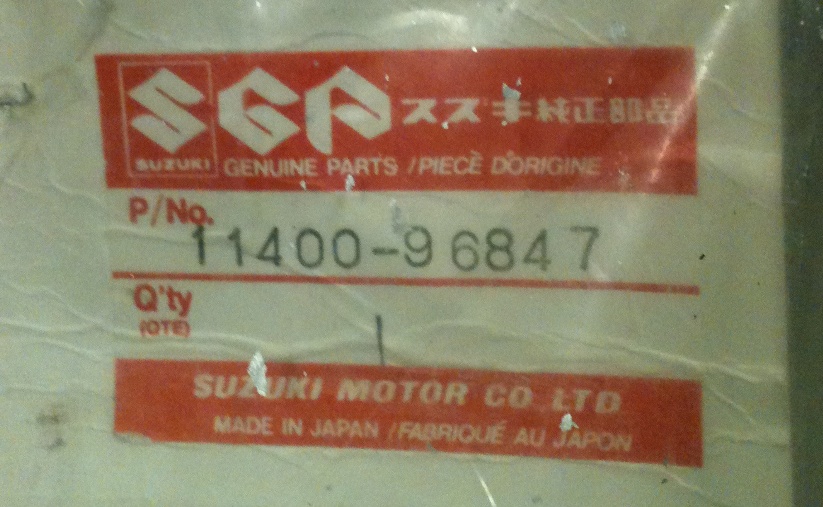 SGP スズキ純正部品
SUZUKI GENUINE PARTS / PIECÈ D'ORIGINE
P/No.
11400-96847
Q'ty
(QTE)
1
SUZUKI MOTOR CO. LTD
MADE IN JAPAN / FABRIQUÉ AU JAPON